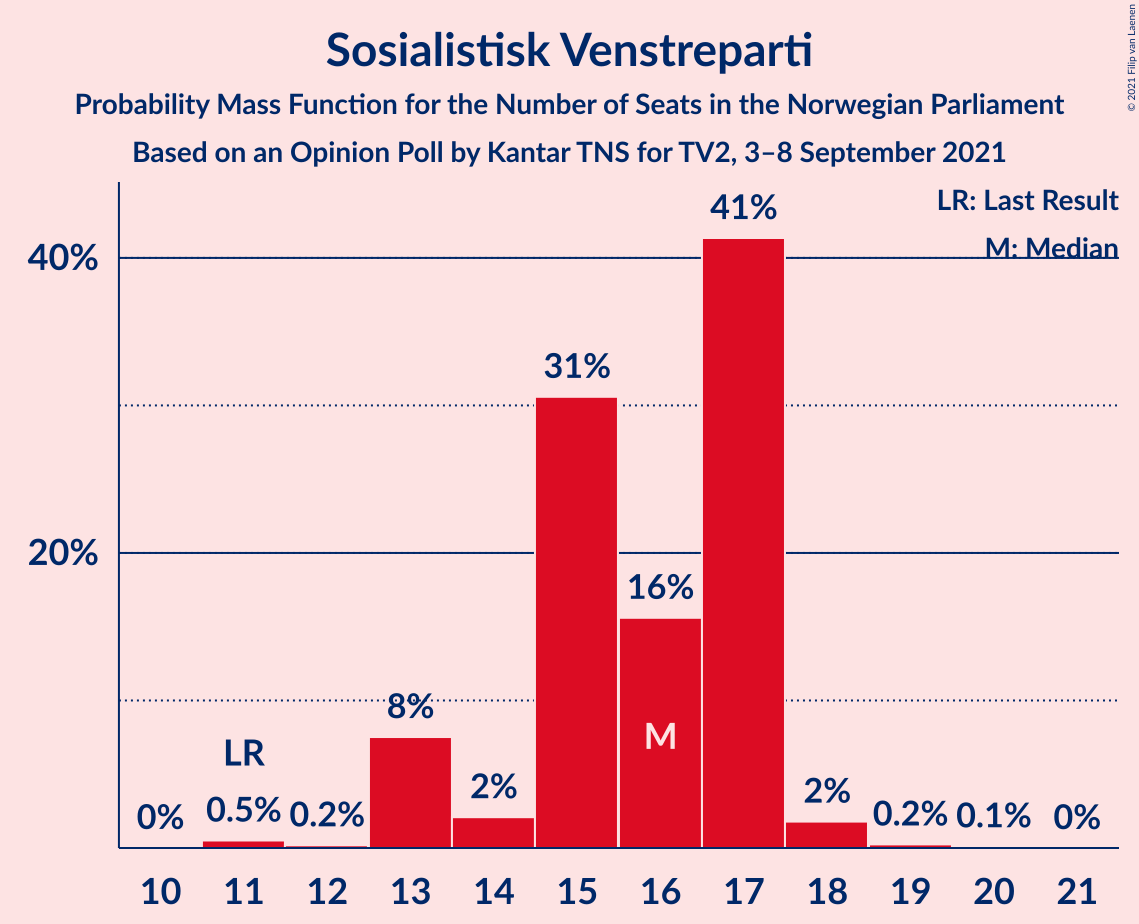 Sosialistisk Venstreparti
Probability Mass Function for the Number of Seats in the Norwegian Parliament
Based on an Opinion Poll by Kantar TNS for TV2, 3–8 September 2021
© 2021 Filip van Laenen
LR: Last Result
M: Median
40%
20%
0%
LR
0.5%
0.2%
8%
2%
31%
16%
M
41%
2%
0.2%
0.1%
0%
10 11 12 13 14 15 16 17 18 19 20 21